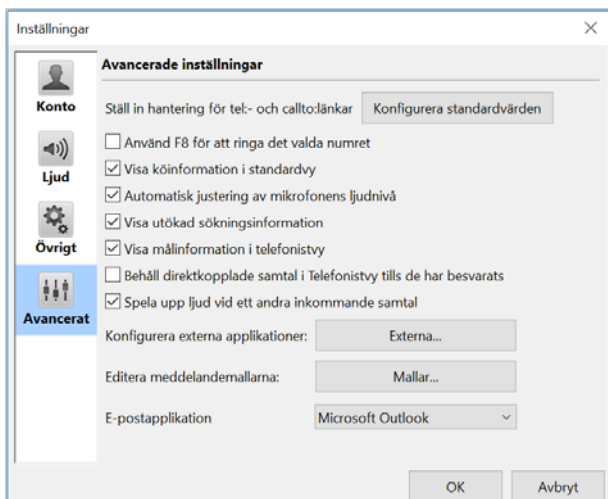 Inställningar
Konto
Ljud
Övrigt
Avancerat
Avancerade inställningar
Ställ in hantering för tel:- och callto:länkar Konfigurera standardvärden
Använd F8 för att ringa det valda numret
Visa köinformation i standardvy
Automatisk justering av mikrofonens ljudnivå
Visa utökad sökningsinformation
Visa målinformation i telefonistvy
Behåll direktkopplade samtal i Telefonistvy tills de har besvarats
Spela upp ljud vid ett andra inkommande samtal
Konfigurera externa applikationer: Externa...
Editera meddelandemallarna: Mallar...
E-postapplikation Microsoft Outlook
OK Avbryt